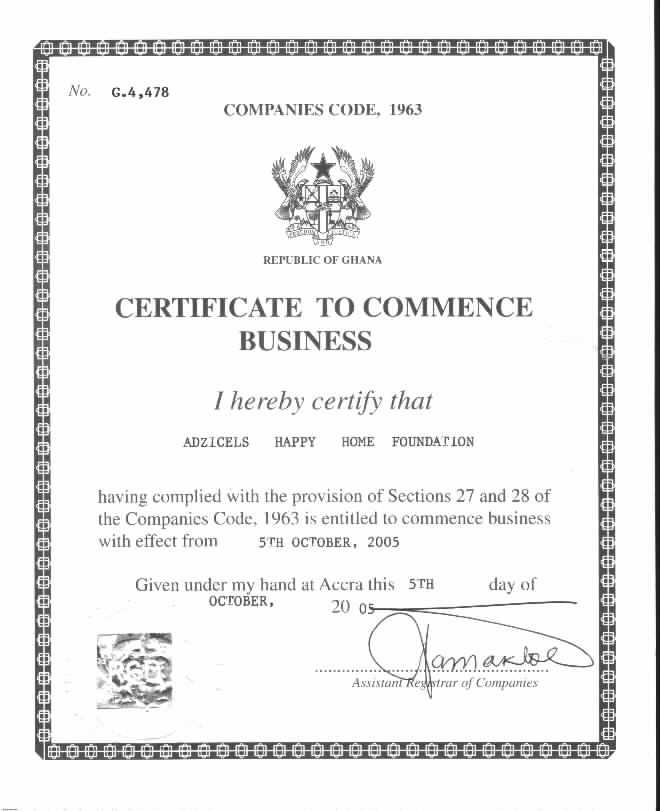 No. G.4,478
COMPANIES CODE, 1963
REPUBLIC OF GHANA
CERTIFICATE TO COMMENCE
BUSINESS
I hereby certify that
ADZICELS HAPPY HOME FOUNDATION
having complied with the provision of Sections 27 and 28 of
the Companies Code, 1963 is entitled to commence business
with effect from 5TH OCTOBER, 2005
Given under my hand at Accra this 5TH day of
OCTOBER, 20 05
Assistant Registrar of Companies